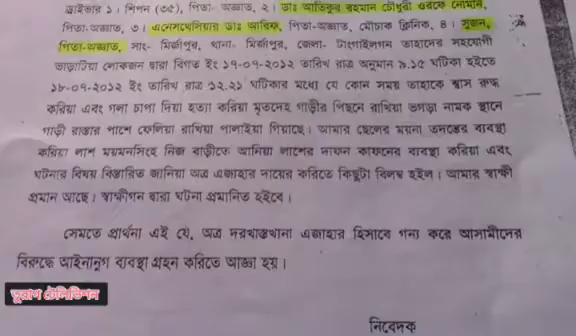 ড্রাইভার ১। শিপন (৩৫), পিতা- অজ্ঞাত, ২। ডাঃ আতিকুর রহমান চৌধুরী ওরফে নোমান,
পিতা-অজ্ঞাত, ৩। এনেসথেসিয়ার ডাঃ আরিফ, পিতা-অজ্ঞাত, মৌচাক ক্লিনিক, ৪। সুজন,
পিতা-অজ্ঞাত, সাং- মির্জাপুর, থানা- মির্জাপুর, জেলা- টাংগাইলগন তাহাদের সহযোগী
ভাড়াটিয়া লোকজন দ্বারা বিগত ইং ১৭-০৭-২০১২ তারিখ রাত্র অনুমান ৯.১৫ ঘটিকা হইতে
১৮-০৭-২০১২ ইং তারিখ রাত্র ১২.২১ ঘটিকার মধ্যে যে কোন সময় তাহাকে শ্বাস রুদ্ধ
করিয়া এবং গলা চাপা দিয়া হত্যা করিয়া মৃতদেহ গাড়ীর পিছনে রাখিয়া ভগড়া নামক স্থানে
গাড়ী রাস্তার পাশে ফেলিয়া রাখিয়া পালাইয়া গিয়াছে। আমার ছেলের ময়না তদন্তের ব্যবস্থা
করিয়া লাশ ময়মনসিংহে নিজ বাড়ীতে আনিয়া লাশের দাফন কাফনের ব্যবস্থা করিয়া এবং
ঘটনার বিষয় বিস্তারিত জানিয়া অত্র এজাহার দায়ের করিতে কিছুটা বিলম্ব হইল। আমার স্বাক্ষী
প্রমান আছে। স্বাক্ষীগন দ্বারা ঘটনা প্রমানিত হইবে।
সেমতে প্রার্থনা এই যে, অত্র দরখাস্তখানা এজাহার হিসাবে গন্য করে আসামীদের
বিরুদ্ধে আইনানুগ ব্যবস্থা গ্রহন করিতে আজ্ঞা হয়।
তুরাগ টেলিভিশন
নিবেদক